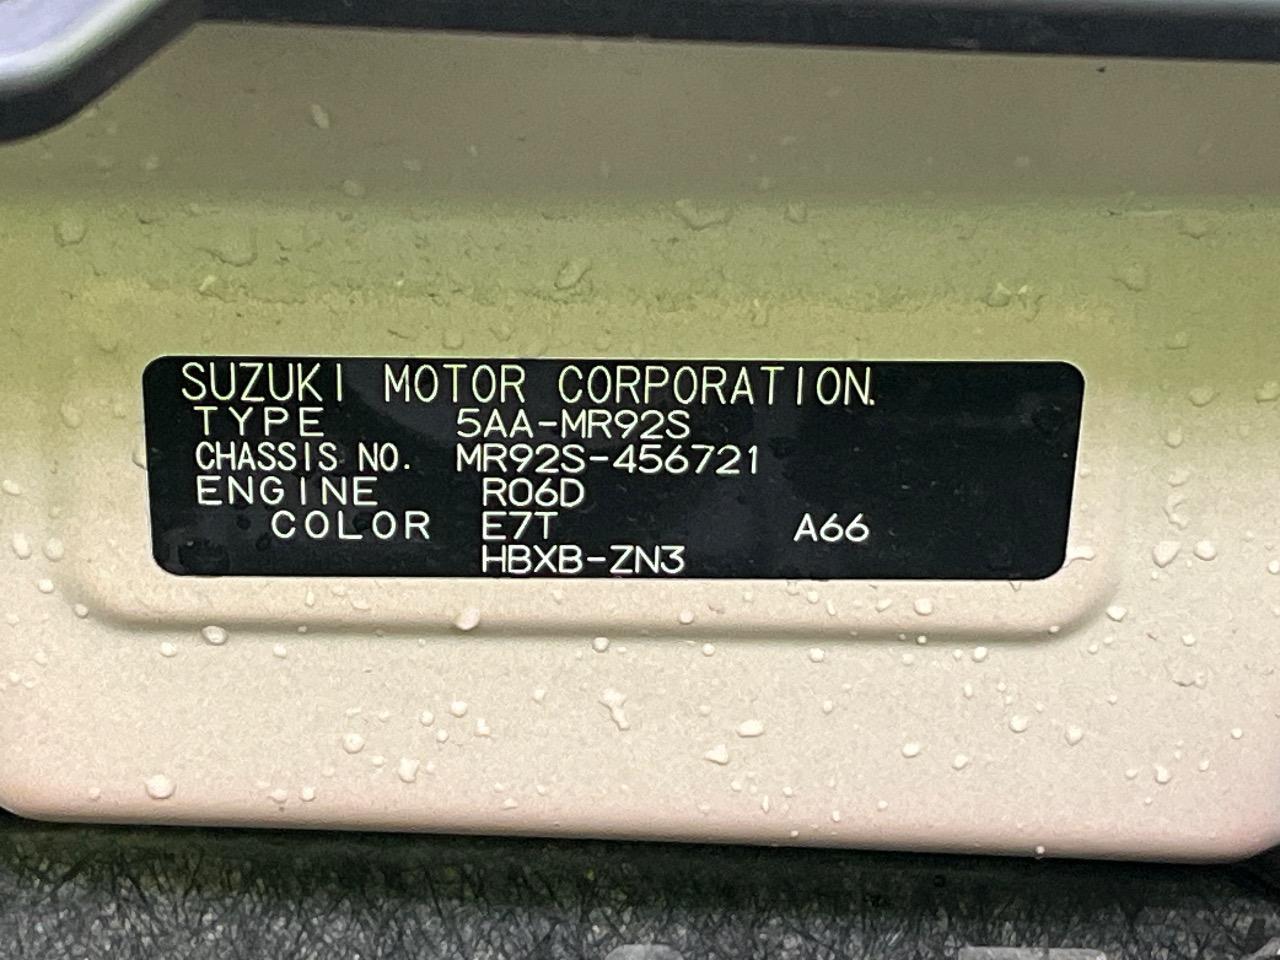 SUZUKI MOTOR CORPORATION.
TYPE 5AA-MR92S
CHASSIS NO. MR92S-456721
ENGINE R06D
COLOR E7T A66
HBXB-ZN3